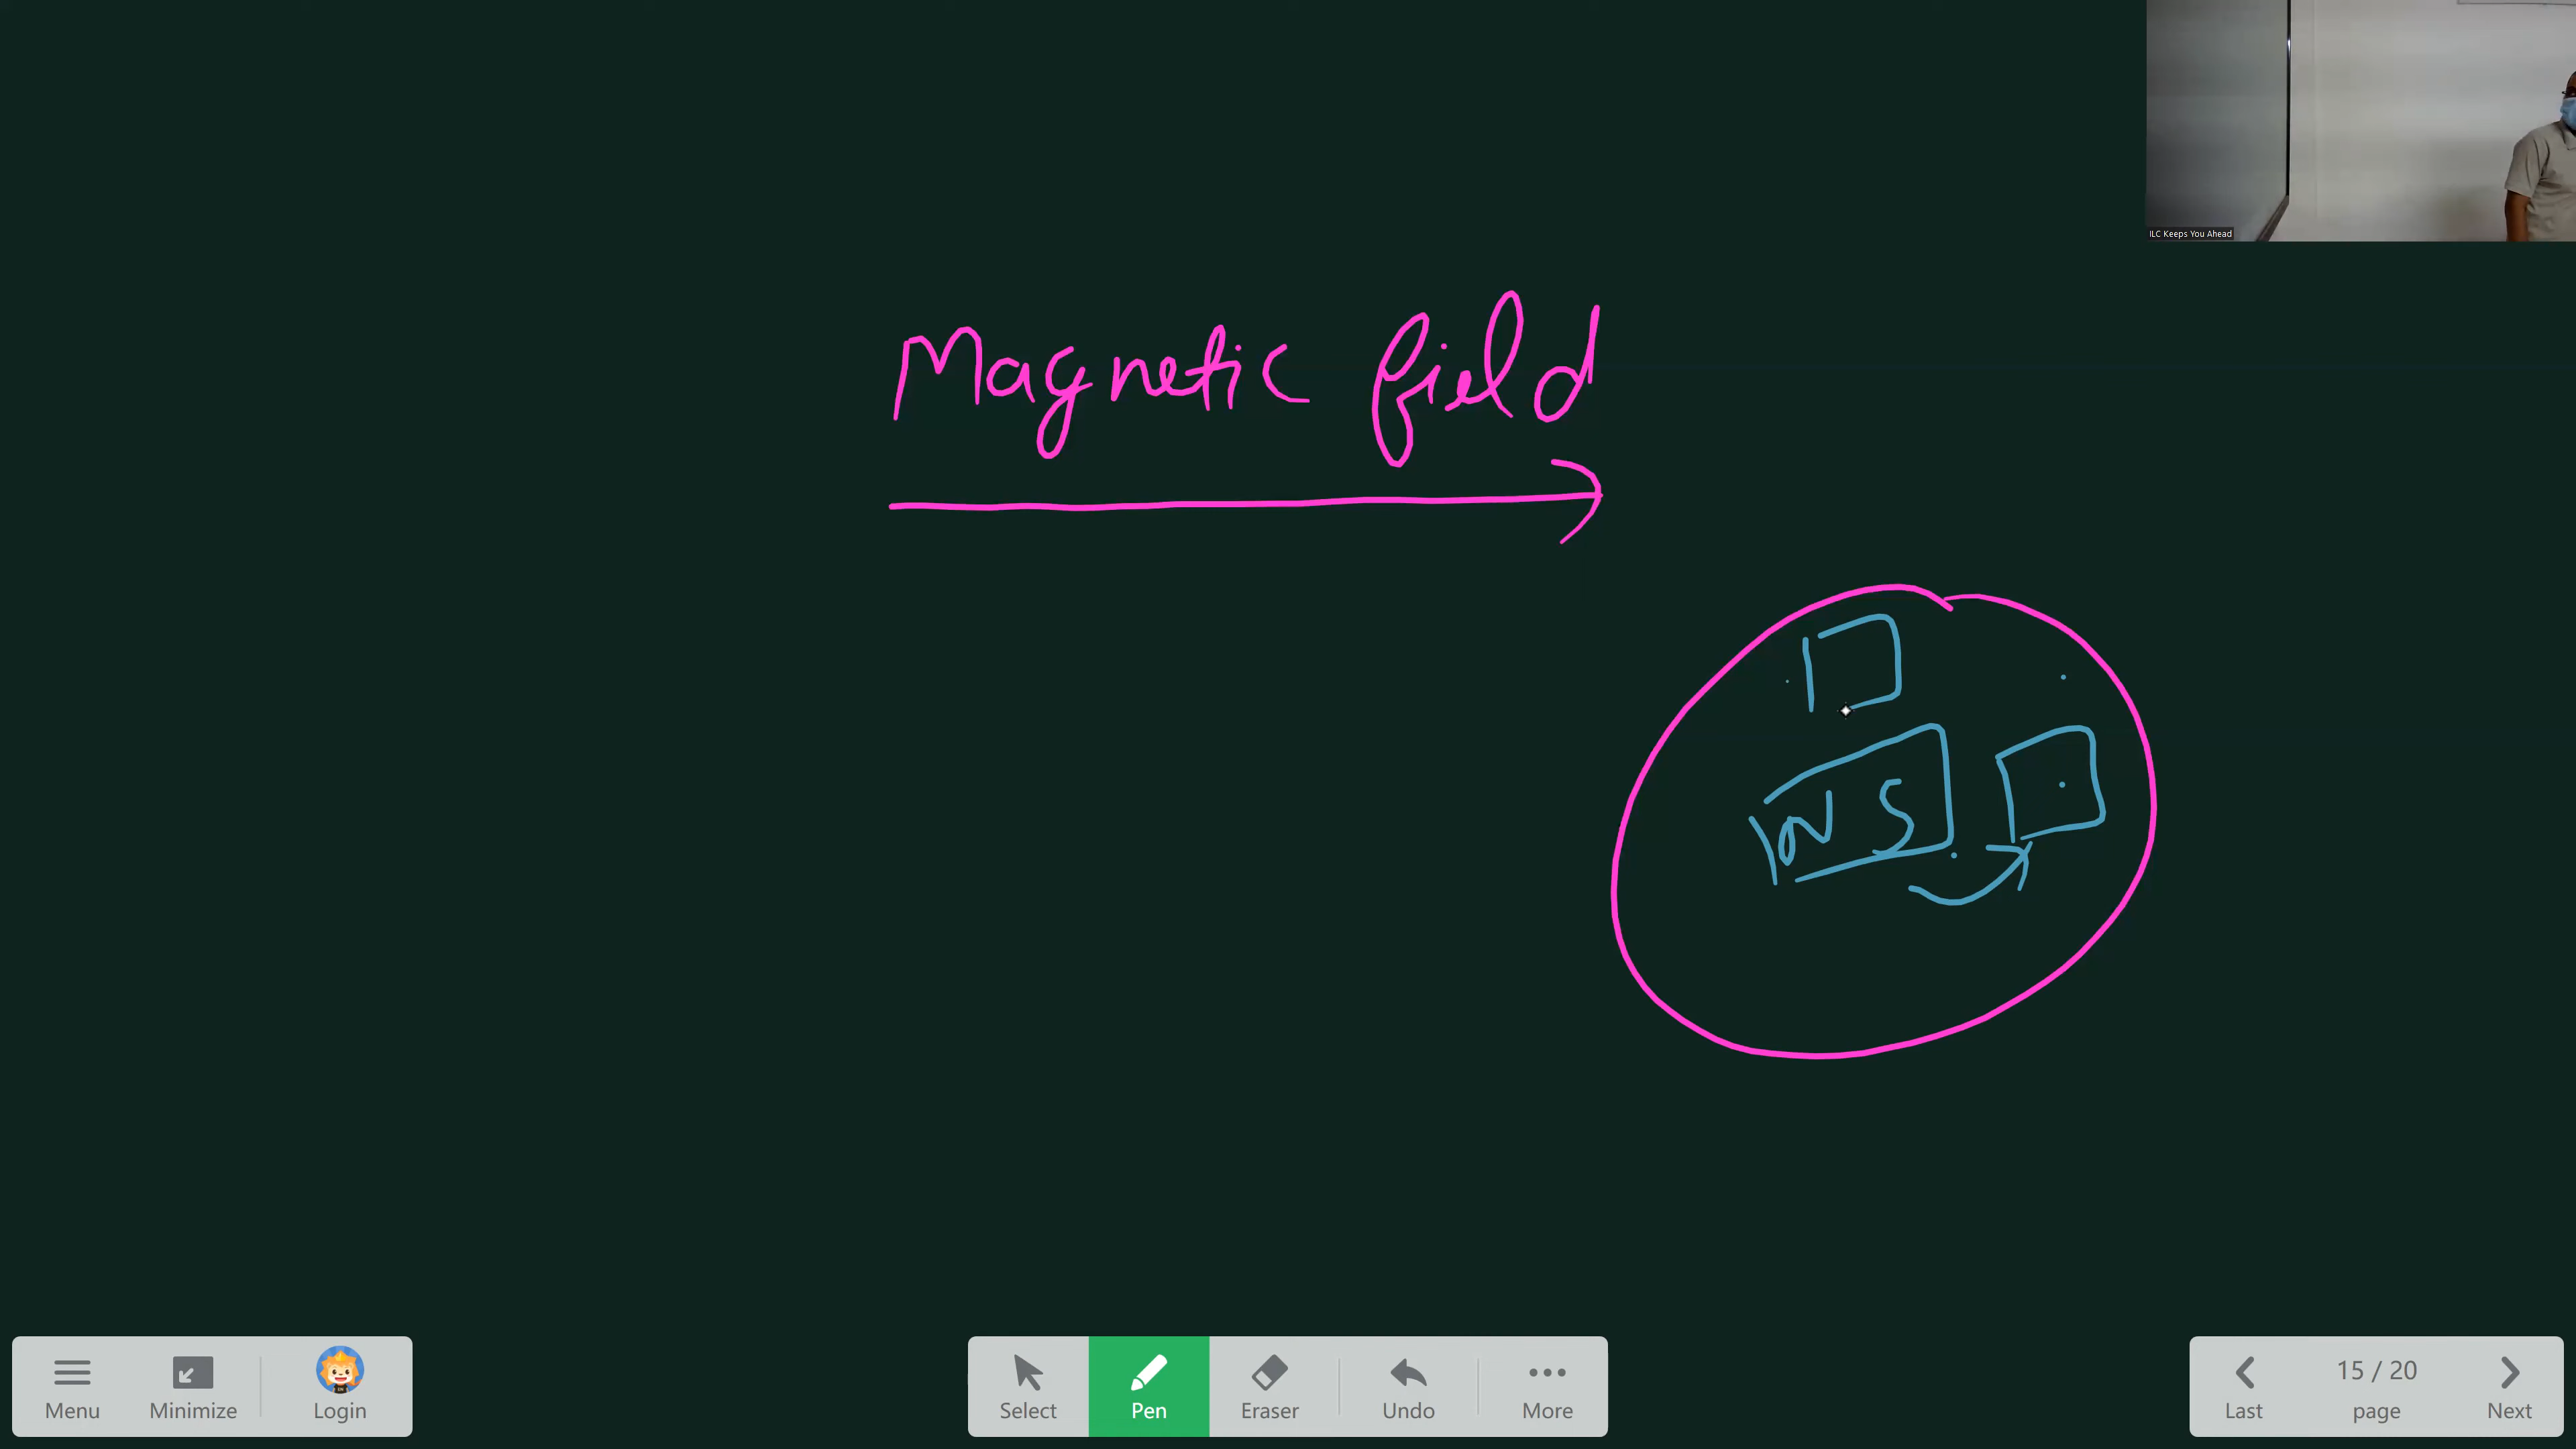 ILC Keeps You Ahead
Magnetic field
N S
Menu
Minimize
Login
Select
Pen
Eraser
Undo
More
Last
15 / 20
page
Next